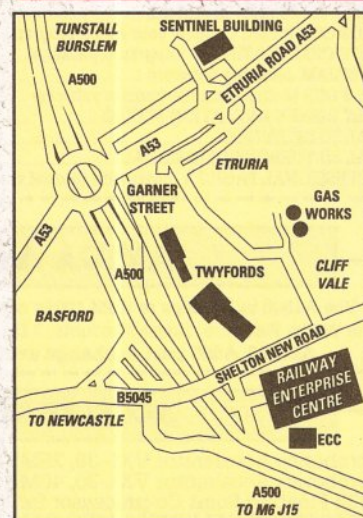 TUNSTALL
BURSLEM
SENTINEL BUILDING
A500
ETRURIA ROAD A53
A53
ETRURIA
GARNER
STREET
GAS
WORKS
A53
A500
TWYFORDS
CLIFF
VALE
BASFORD
SHELTON NEW ROAD
RAILWAY
ENTERPRISE
CENTRE
B5045
TO NEWCASTLE
ECC
A500
TO M6 J15